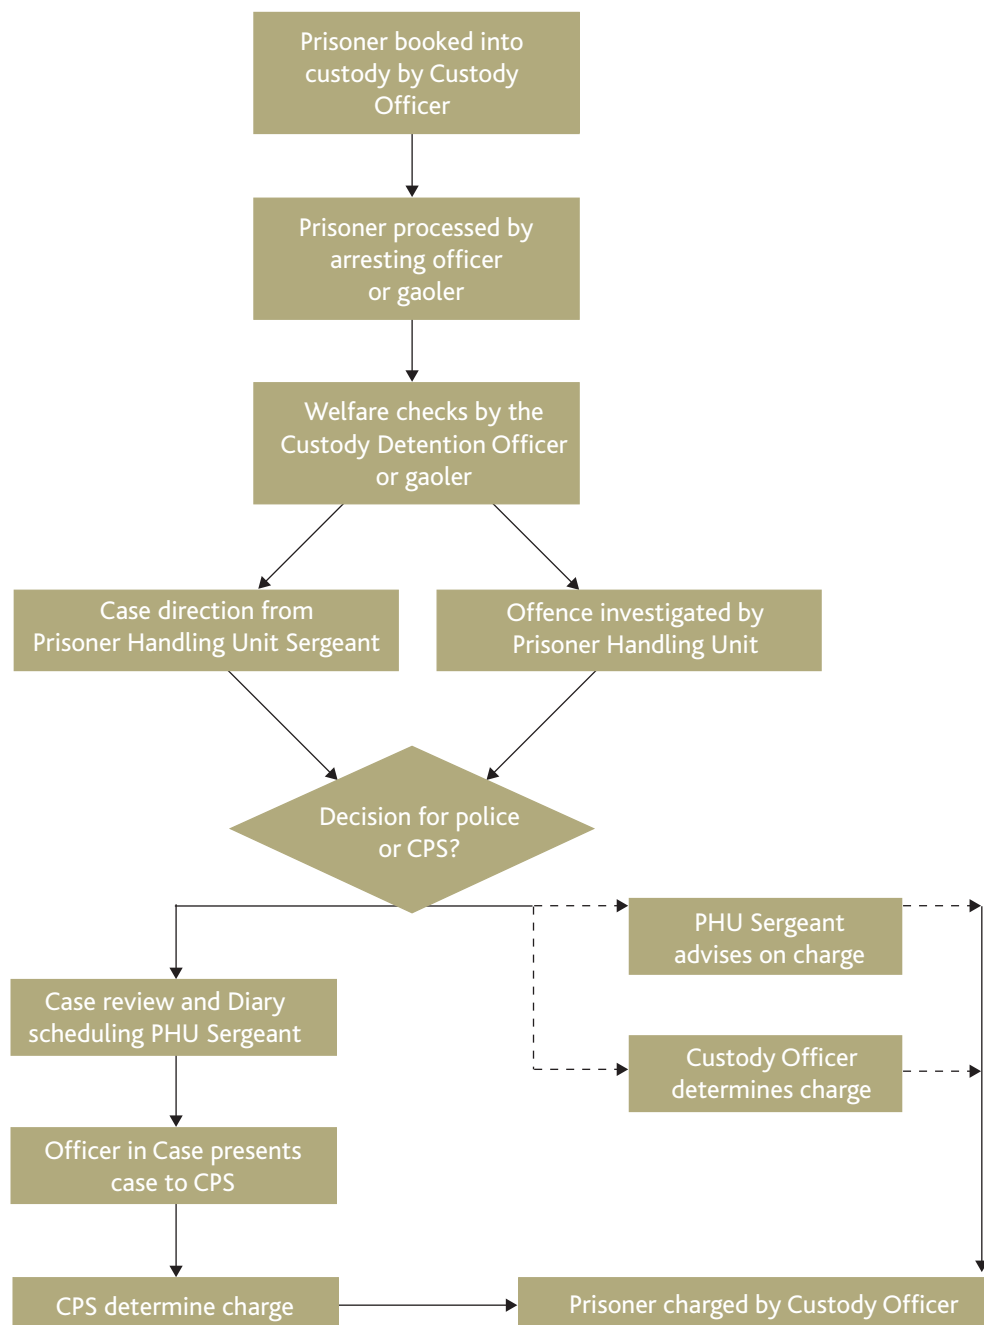 Prisoner booked into
custody by Custody
Officer
Prisoner processed by
arresting officer
or gaoler
Welfare checks by the
Custody Detention Officer
or gaoler
Case direction from
Prisoner Handling Unit Sergeant
Offence investigated by
Prisoner Handling Unit
Decision for police
or CPS?
PHU Sergeant
advises on charge
Case review and Diary
scheduling PHU Sergeant
Custody Officer
determines charge
Officer in Case presents
case to CPS
CPS determine charge
Prisoner charged by Custody Officer